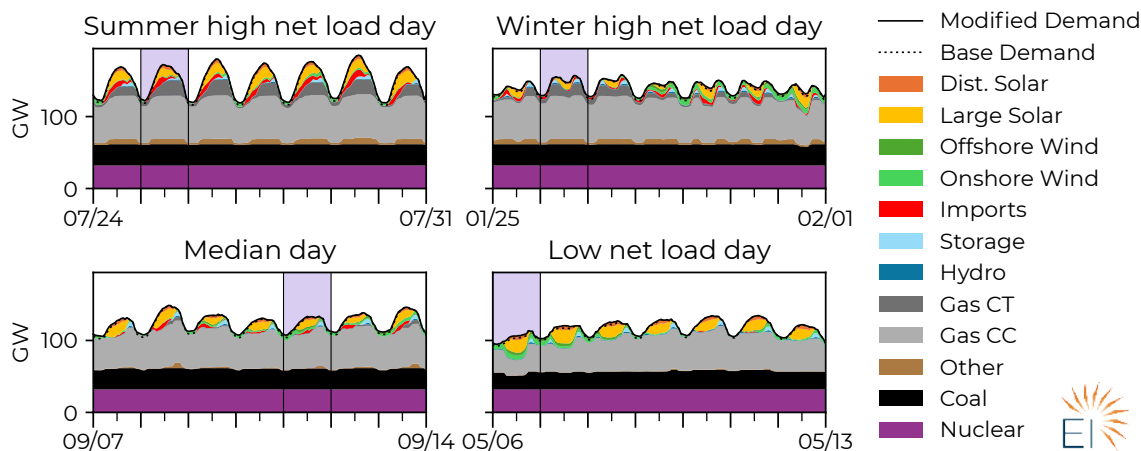 Summer high net load day
GW
100
0
07/24
07/31
Winter high net load day
01/25
02/01
Median day
GW
100
0
09/07
09/14
Low net load day
05/06
05/13
Modified Demand
Base Demand
Dist. Solar
Large Solar
Offshore Wind
Onshore Wind
Imports
Storage
Hydro
Gas CT
Gas CC
Other
Coal
Nuclear
EI